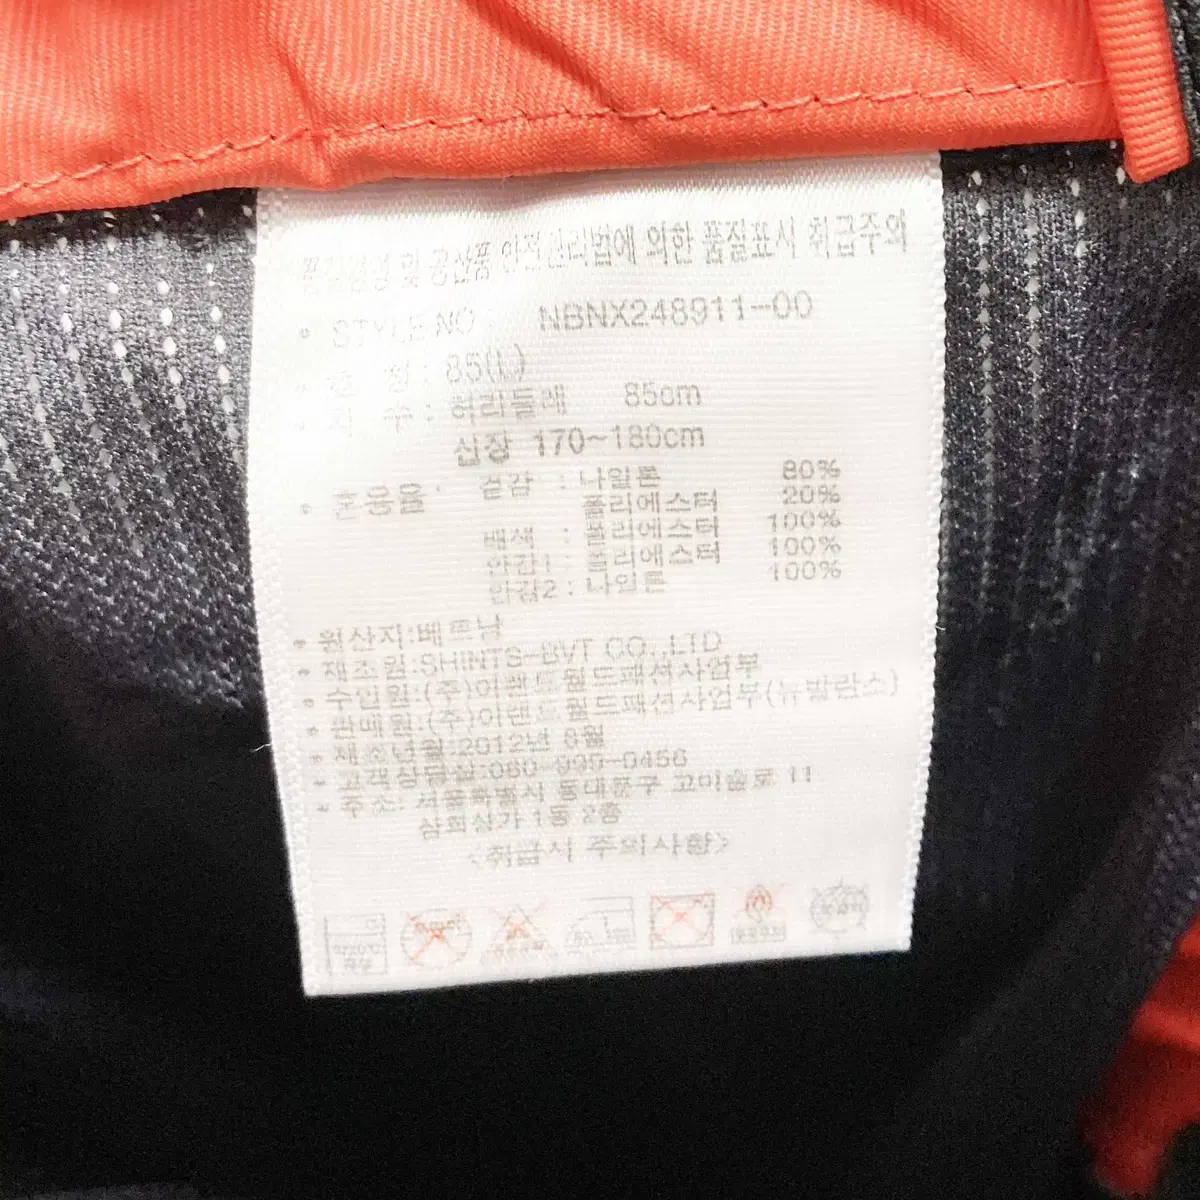 품질경영 및 공산품 안전관리법에 의한 품질표시 취급주의
• STYLE NO : NBNX248911-00
• 호 칭 : 85(L)
• 치 수 : 허리둘레 85cm
신장 170~180cm
• 혼용율 · 겉감 : 나일론 80%
폴리에스터 20%
배색 : 폴리에스터 100%
안감1 : 폴리에스터 100%
안감2 : 나일론 100%
• 원산지:베트남
• 제조원:SHINTS-BVT CO.,LTD
• 수입원:(주)이랜드월드패션사업부
• 판매원:(주)이랜드월드패션사업부(뉴발란스)
• 제조년월:2012년 8월
• 고객상담실:080-999-0456
• 주소: 서울특별시 동대문구 고미술로 11
삼희상가 1동 2층
<취급시 주의사항>